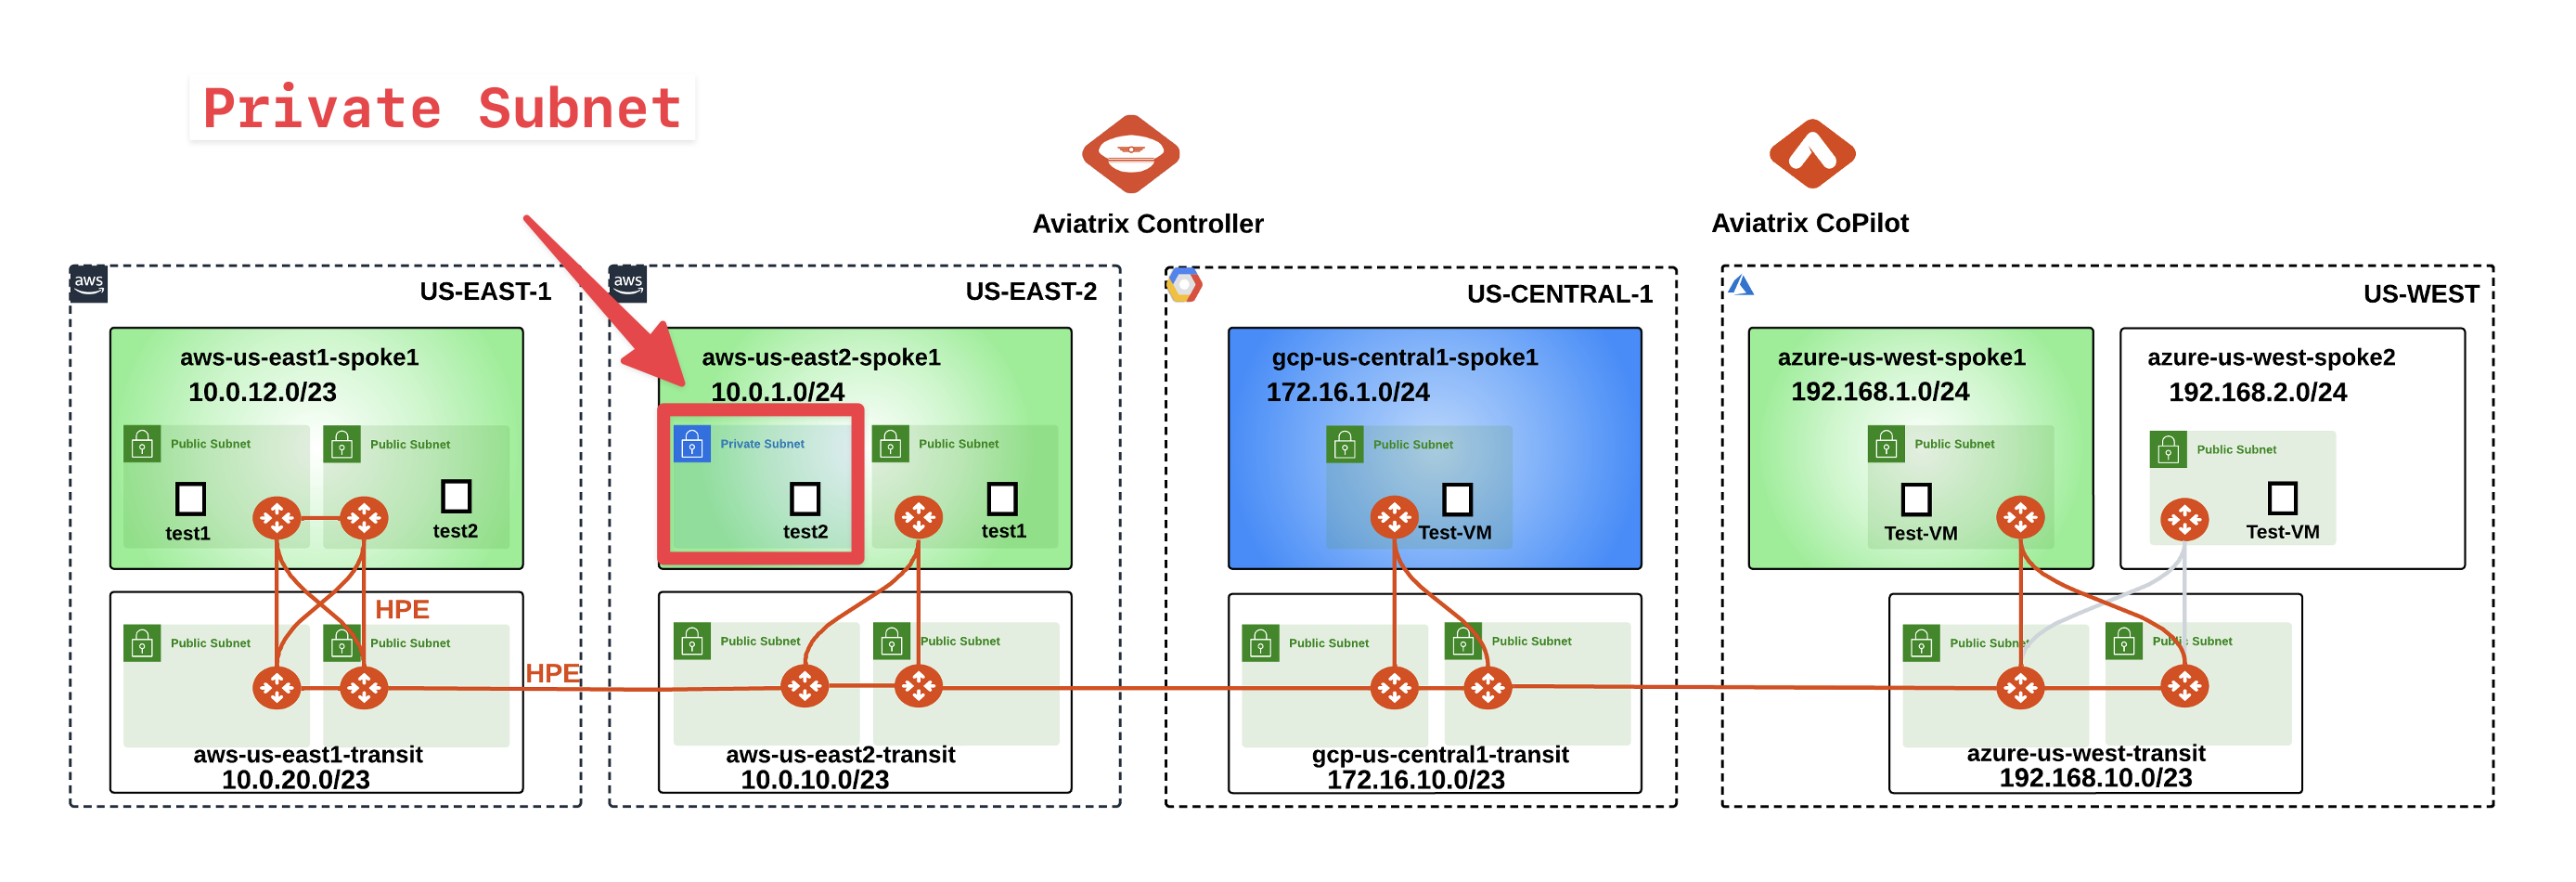 Private Subnet
Aviatrix Controller
Aviatrix CoPilot
aws
US-EAST-1
aws-us-east1-spoke1
10.0.12.0/23
Public Subnet
Public Subnet
test1
test2
HPE
Public Subnet
Public Subnet
HPE
aws-us-east1-transit
10.0.20.0/23
aws
US-EAST-2
aws-us-east2-spoke1
10.0.1.0/24
Private Subnet
Public Subnet
test2
test1
Public Subnet
Public Subnet
aws-us-east2-transit
10.0.10.0/23
US-CENTRAL-1
gcp-us-central1-spoke1
172.16.1.0/24
Public Subnet
Test-VM
Public Subnet
Public Subnet
gcp-us-central1-transit
172.16.10.0/23
US-WEST
azure-us-west-spoke1
192.168.1.0/24
Public Subnet
Test-VM
azure-us-west-spoke2
192.168.2.0/24
Public Subnet
Test-VM
Public Subnet
Public Subnet
azure-us-west-transit
192.168.10.0/23